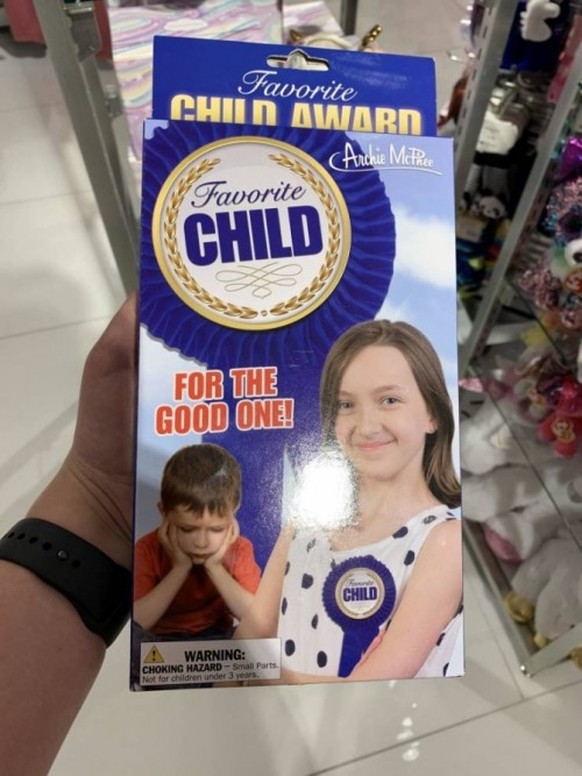 Favorite
CHILD AWARD
Archie McPhee
Favorite
CHILD
FOR THE
GOOD ONE!
Favorite
CHILD
WARNING:
CHOKING HAZARD – Small Parts.
Not for children under 3 years.